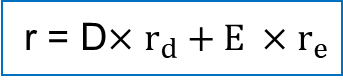 r = D× r_d + E × r_e